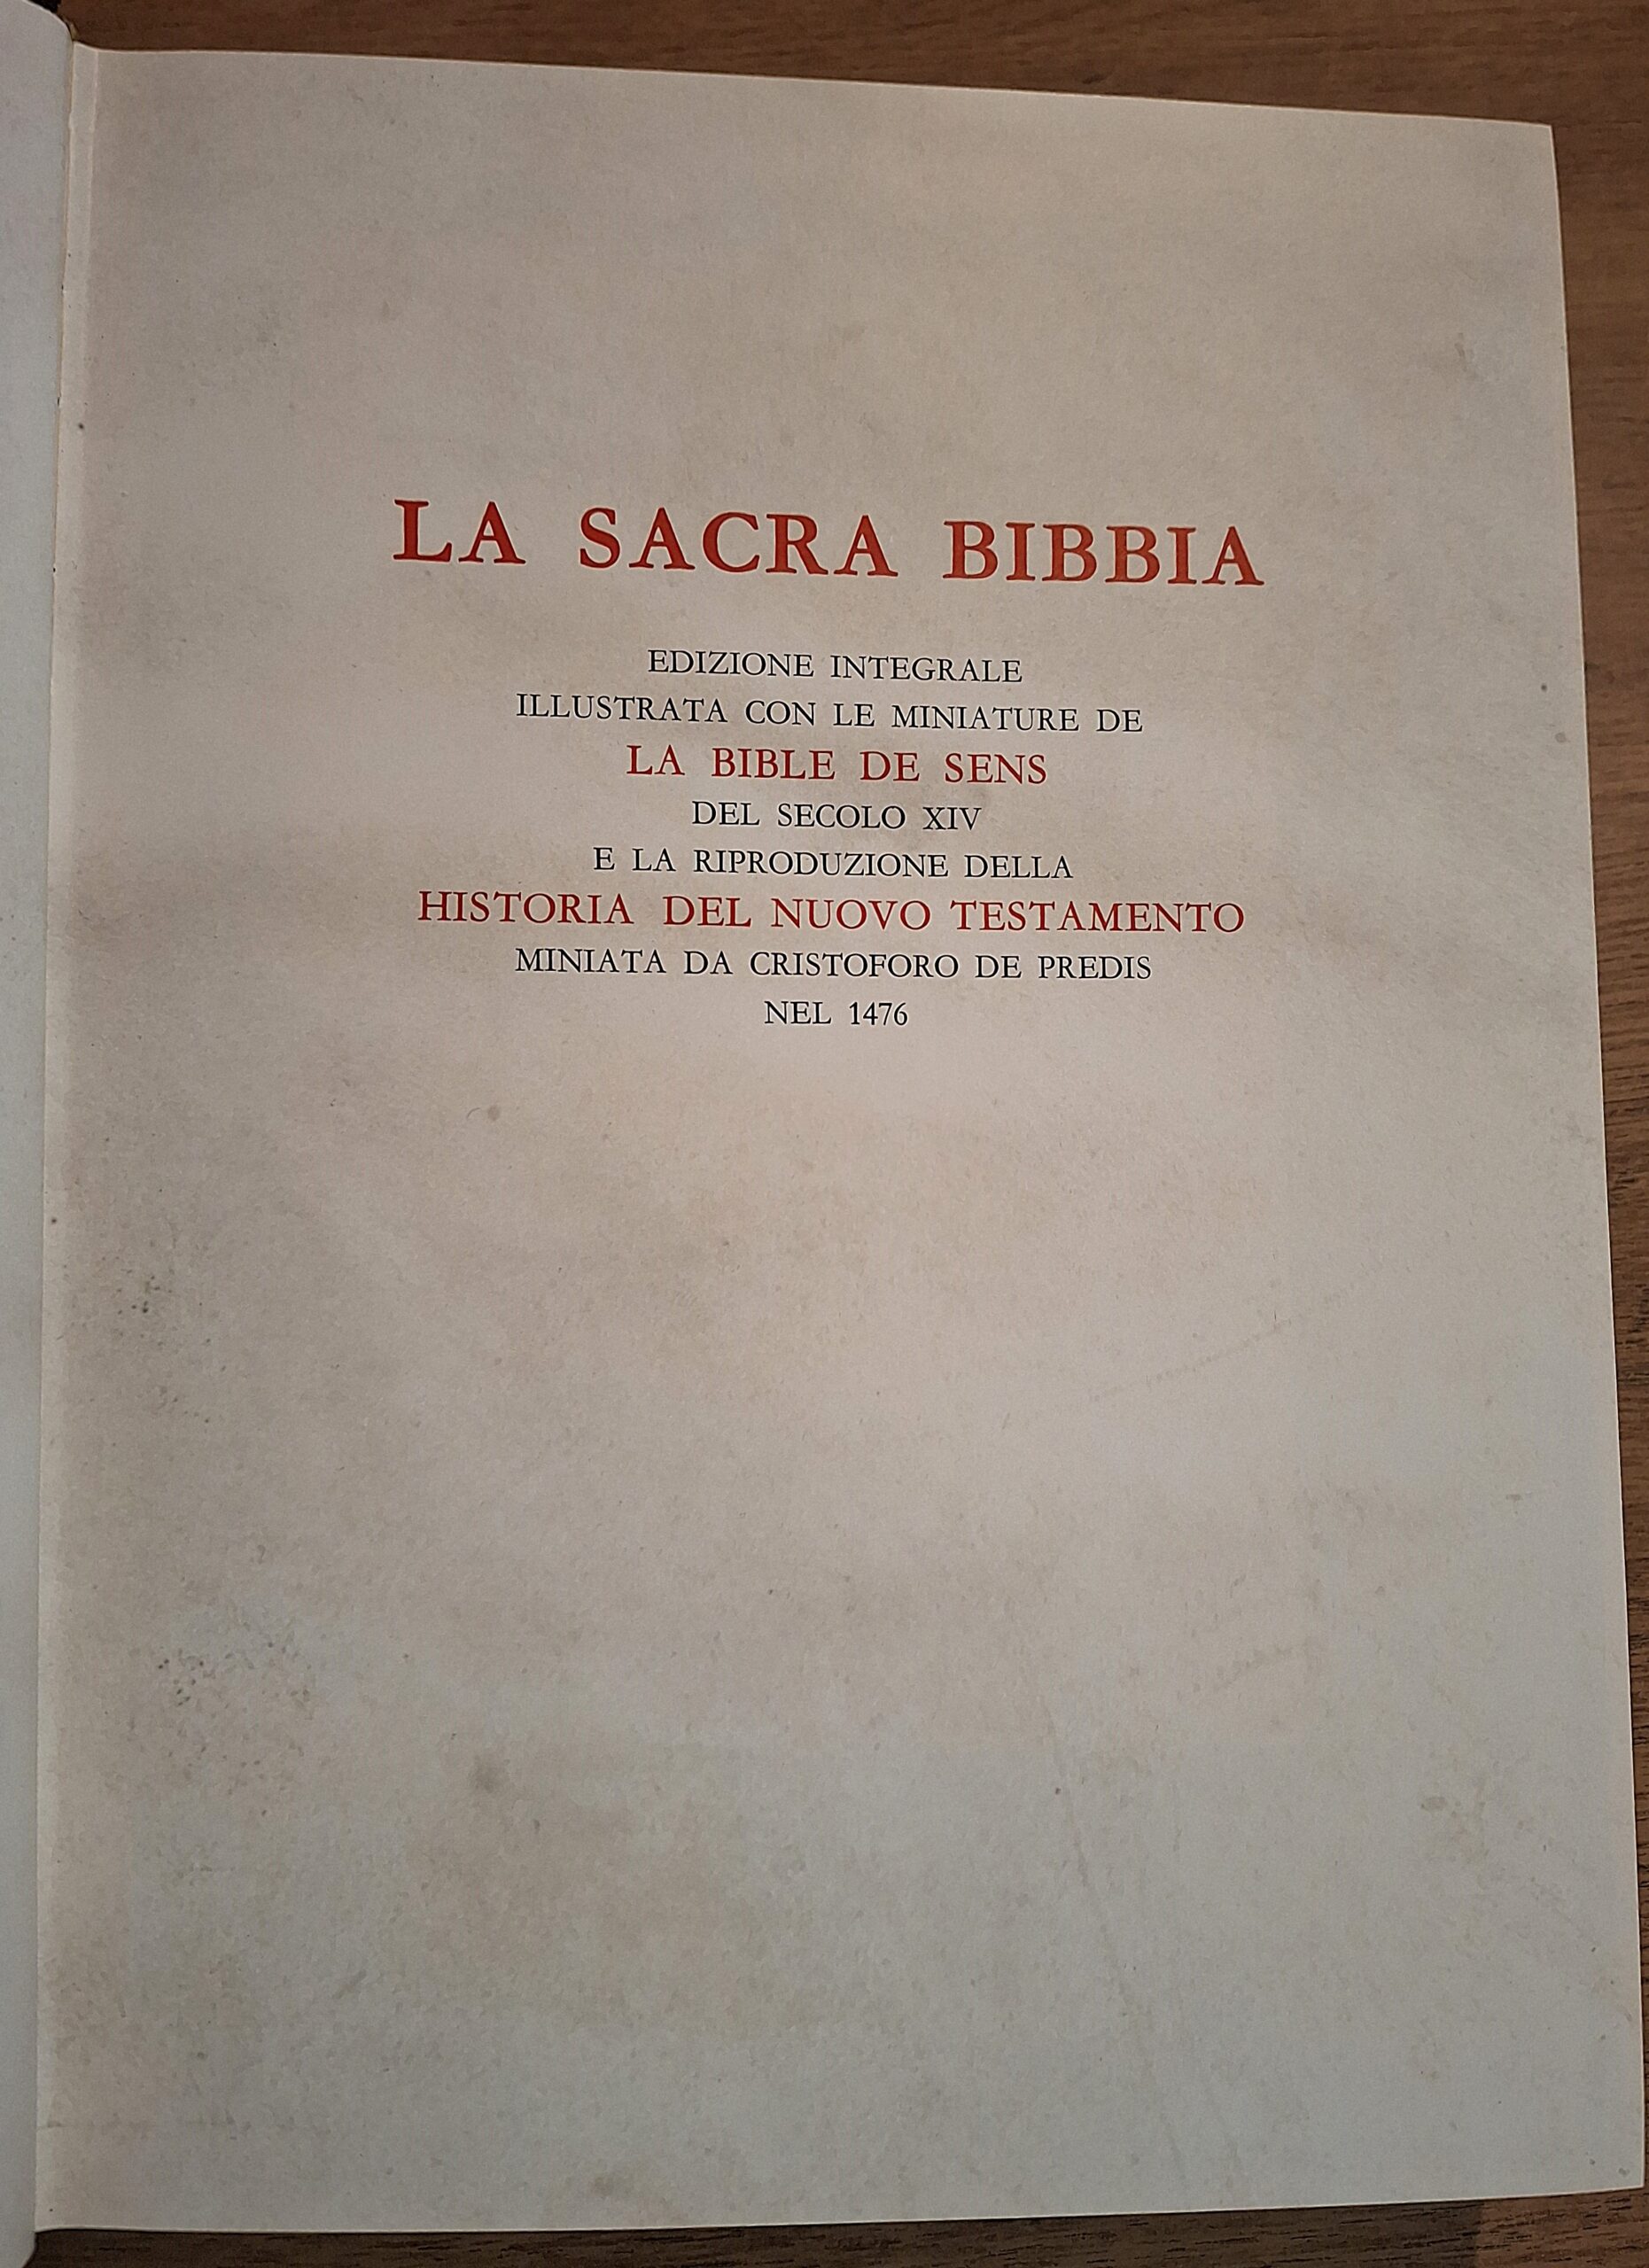 LA SACRA BIBBIA
EDIZIONE INTEGRALE
ILLUSTRATA CON LE MINIATURE DE
LA BIBLE DE SENS
DEL SECOLO XIV
E LA RIPRODUZIONE DELLA
HISTORIA DEL NUOVO TESTAMENTO
MINIATA DA CRISTOFORO DE PREDIS
NEL 1476